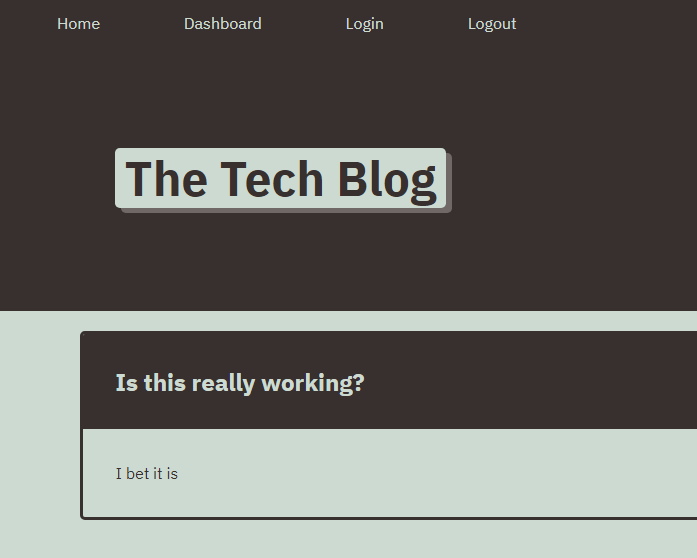 Home Dashboard Login Logout
The Tech Blog
Is this really working?
I bet it is